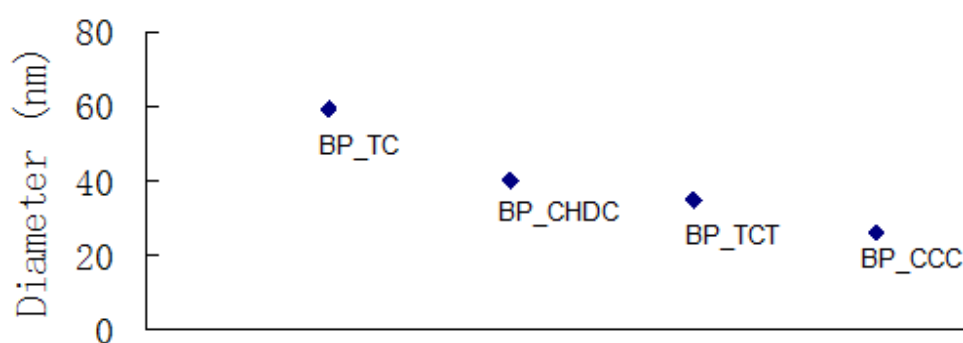 80
60
40
20
0
Diameter (nm)
BP_TC
BP_CHDC
BP_TCT
BP_CCC